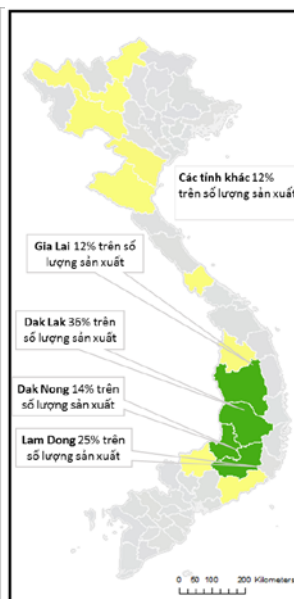 Các tỉnh khác 12%
trên số lượng sản xuất
Gia Lai 12% trên số
lượng sản xuất
Dak Lak 36% trên
số lượng sản xuất
Dak Nong 14% trên
số lượng sản xuất
Lam Dong 25% trên
số lượng sản xuất
0 50 100 200 Kilometers